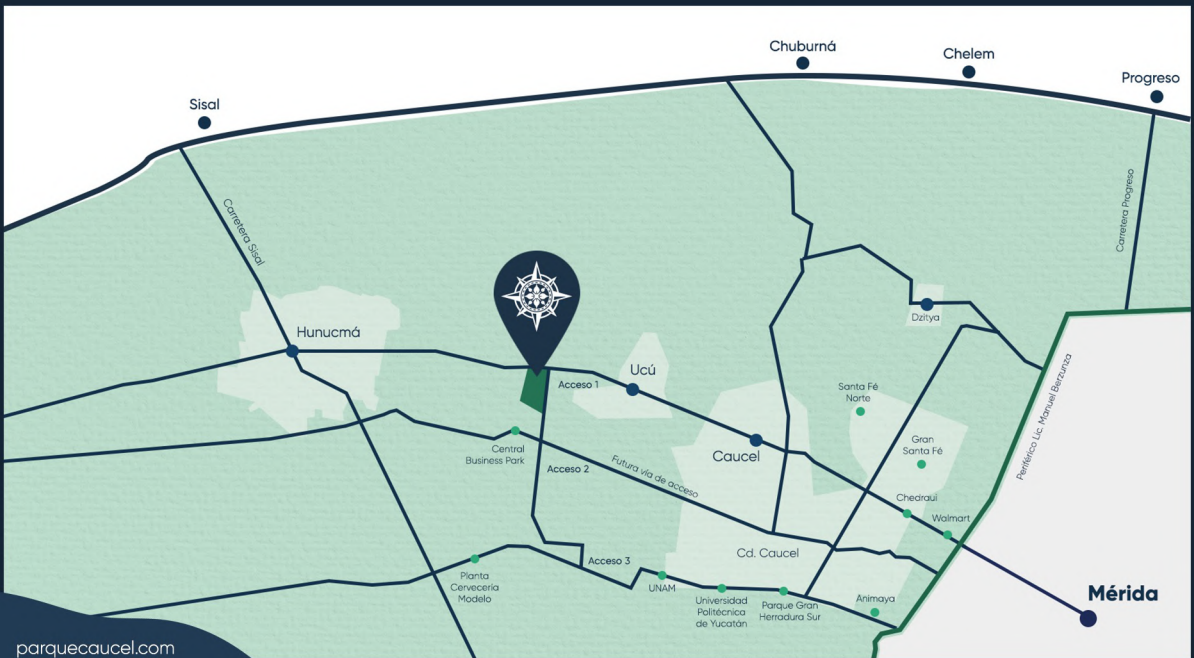 Chuburná
Chelem
Progreso
Sisal
Carretera Sisal
Carretera Progreso
Hunucmá
Dzitya
Ucú
Acceso 1
Periférico Lic. Manuel Berzunza
Santa Fé
Norte
Gran
Santa Fé
Central
Business Park
Caucel
Acceso 2
Futura vía de acceso
Chedraui
Walmart
Cd. Caucel
Acceso 3
Planta
Cervecería
Modelo
UNAM
Universidad
Politécnica
de Yucatán
Parque Gran
Herradura Sur
Animaya
Mérida
parquecaucel.com